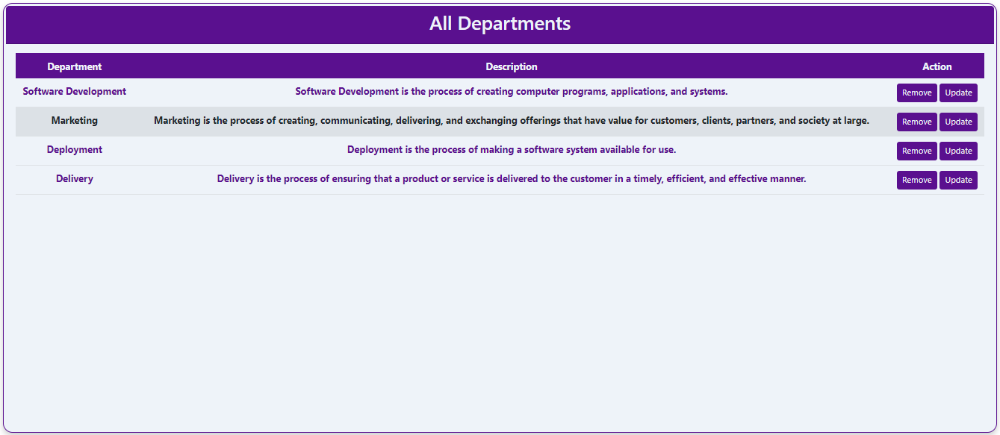 All Departments
Department Description Action
Software Development Software Development is the process of creating computer programs, applications, and systems. Remove Update
Marketing Marketing is the process of creating, communicating, delivering, and exchanging offerings that have value for customers, clients, partners, and society at large. Remove Update
Deployment Deployment is the process of making a software system available for use. Remove Update
Delivery Delivery is the process of ensuring that a product or service is delivered to the customer in a timely, efficient, and effective manner. Remove Update